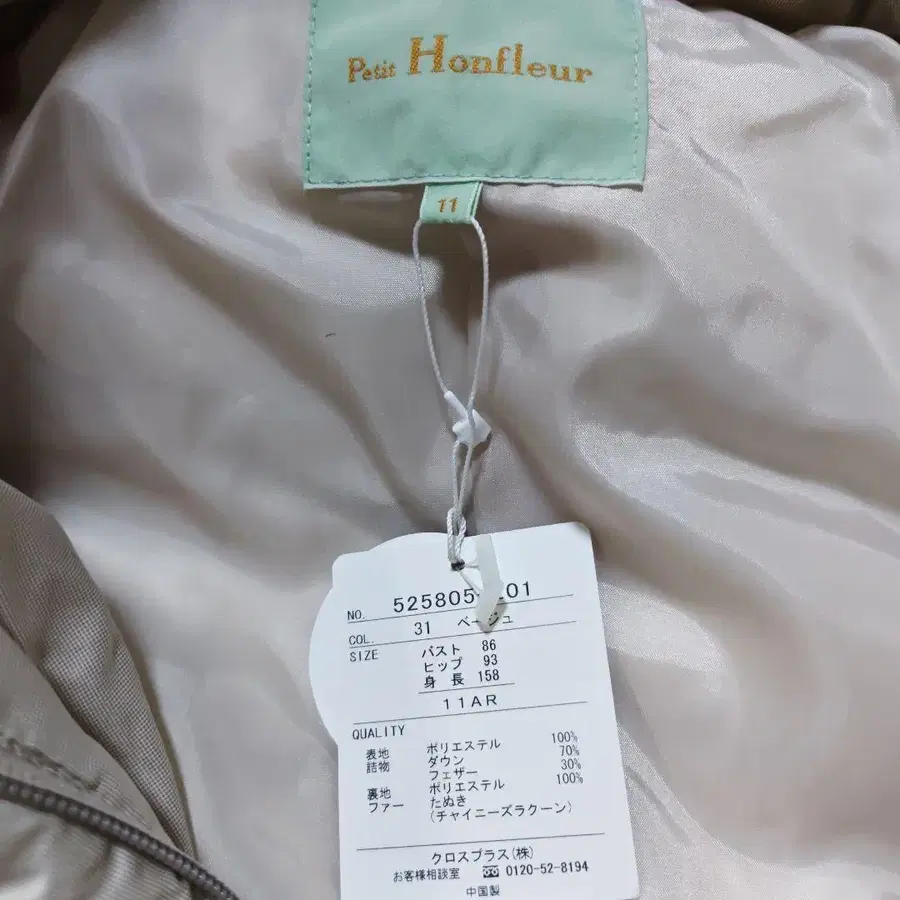 Petit Honfleur
11
NO. 525805 01
COL. 31 ベージュ
SIZE バスト 86
ヒップ 93
身長 158
11AR
QUALITY
表地 ポリエステル 100%
詰物 ダウン 70%
フェザー 30%
裏地 ポリエステル 100%
ファー たぬき
(チャイニーズラクーン)
クロスプラス(株)
お客様相談室 0120-52-8194
中国製